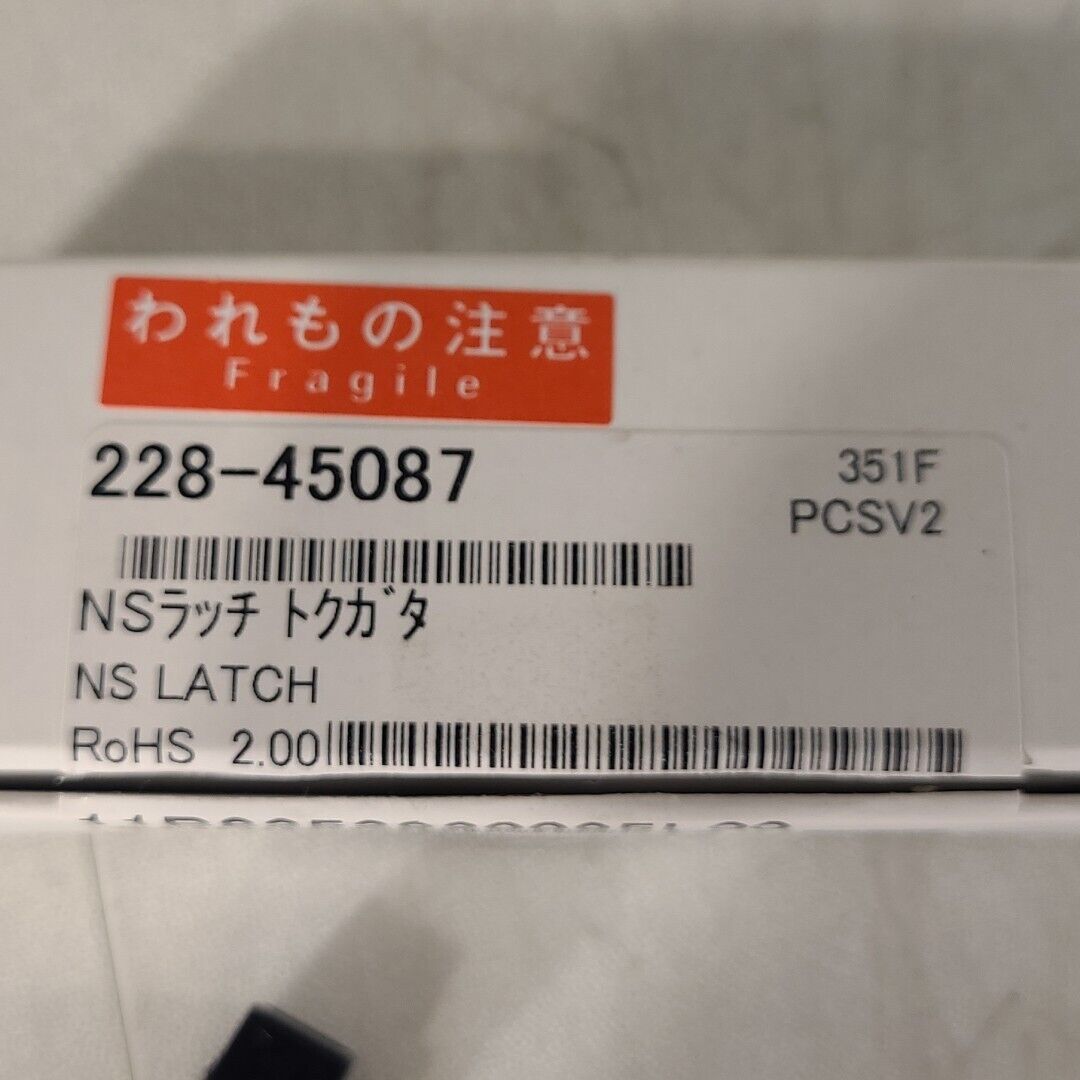 われもの注意
Fragile
228-45087
351F
PCSV2
NSラッチ トクガタ
NS LATCH
RoHS 2.00